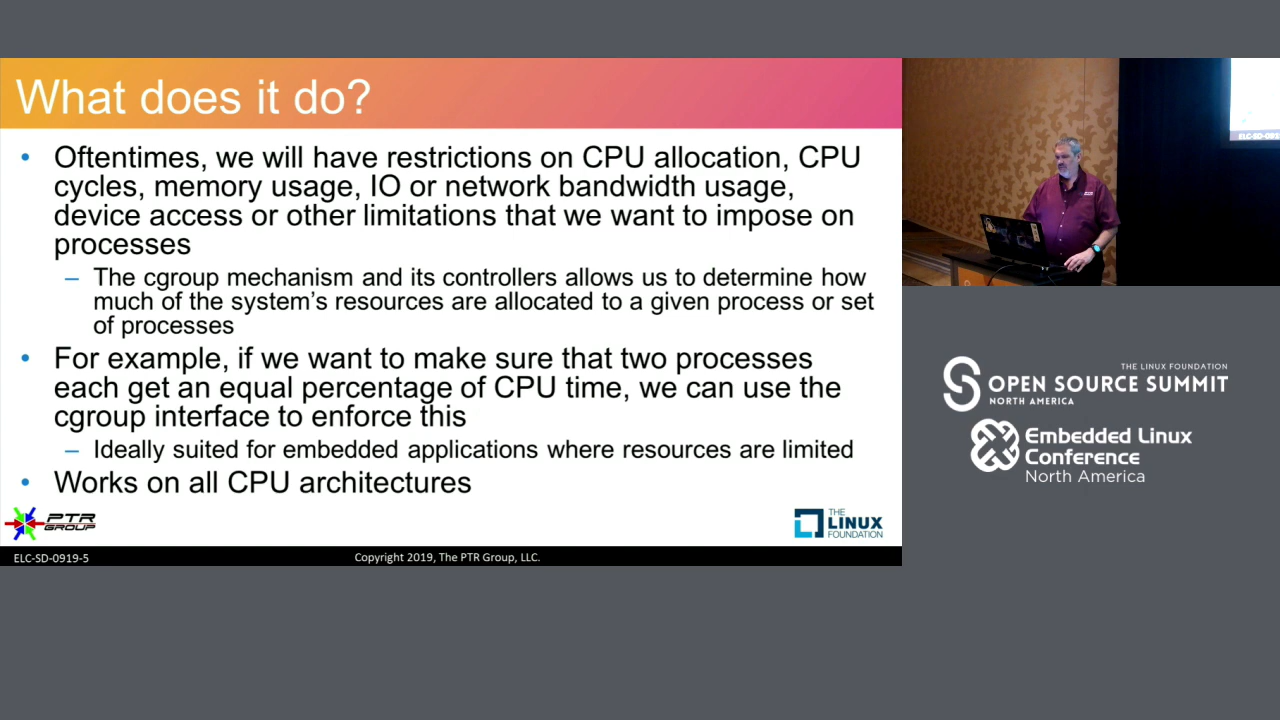 What does it do?
• Oftentimes, we will have restrictions on CPU allocation, CPU
cycles, memory usage, IO or network bandwidth usage,
device access or other limitations that we want to impose on
processes
– The cgroup mechanism and its controllers allows us to determine how
much of the system's resources are allocated to a given process or set
of processes
• For example, if we want to make sure that two processes
each get an equal percentage of CPU time, we can use the
cgroup interface to enforce this
– Ideally suited for embedded applications where resources are limited
• Works on all CPU architectures
PTR
GROUP
THE
LINUX
FOUNDATION
ELC-SD-0919-5
Copyright 2019, The PTR Group, LLC.
ELC-SD-0919
THE LINUX FOUNDATION
OPEN SOURCE SUMMIT
NORTH AMERICA
Embedded Linux
Conference
North America